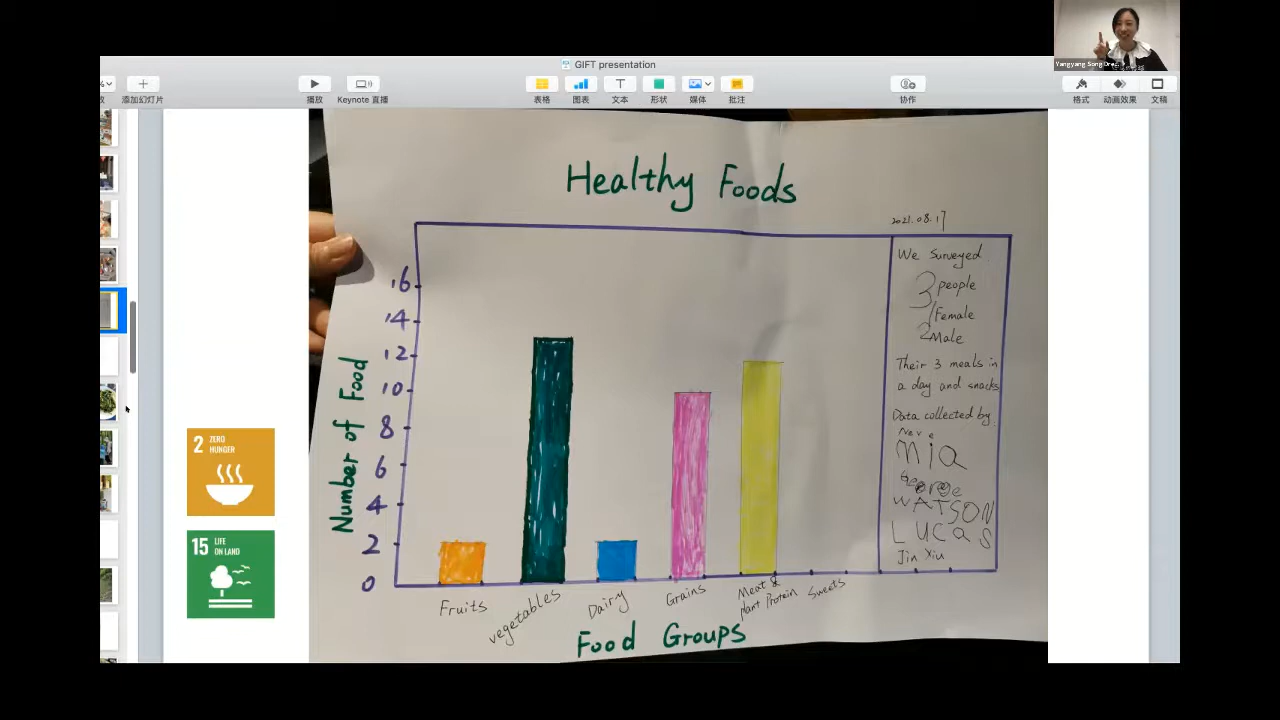 GIFT presentation
添加幻灯片
播放
Keynote 直播
表格
图表
文本
形状
媒体
批注
协作
格式
动画效果
文稿
Healthy Foods
2021.08.17
We surveyed
3 people
1 Female
2 Male
Their 3 meals in
a day and snacks
Data collected by
Mia
George
WATSON
LUCaS
Jin Xiu
Number of Food
16
14
12
10
8
6
4
2
0
Fruits
vegetables
Dairy
Grains
Meat &
plant Protein
Sweets
Food Groups
2 ZERO
HUNGER
15 LIFE
ON LAND
Yangyang Song